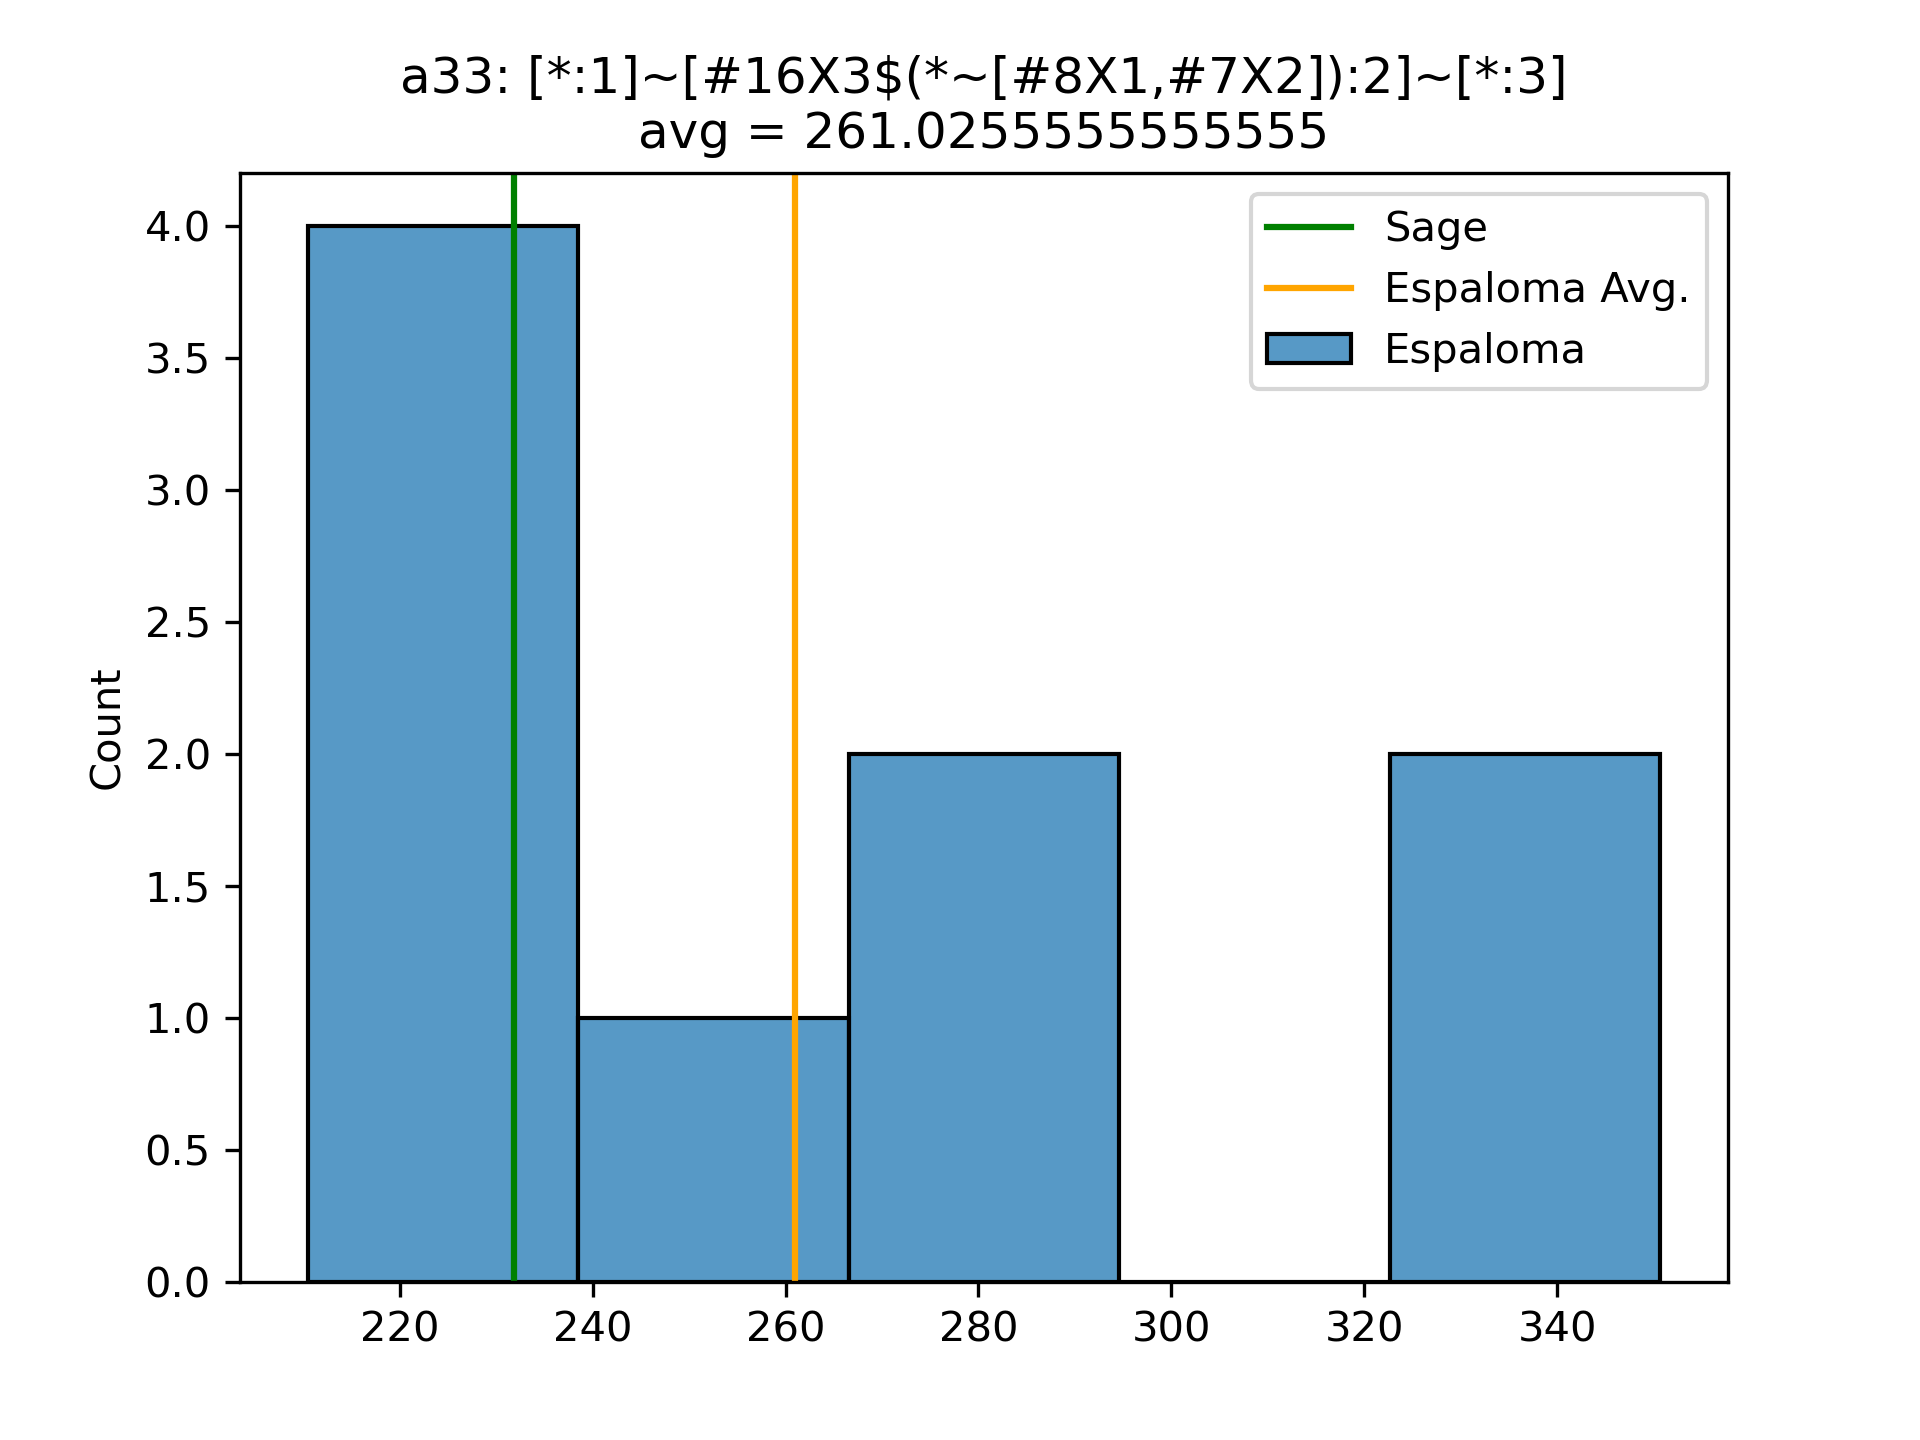 a33: [*:1]~[#16X3$(*~[#8X1,#7X2]):2]~[*:3]
avg = 261.0255555555555
Sage
Espaloma Avg.
Espaloma
Count
4.0
3.5
3.0
2.5
2.0
1.5
1.0
0.5
0.0
220 240 260 280 300 320 340